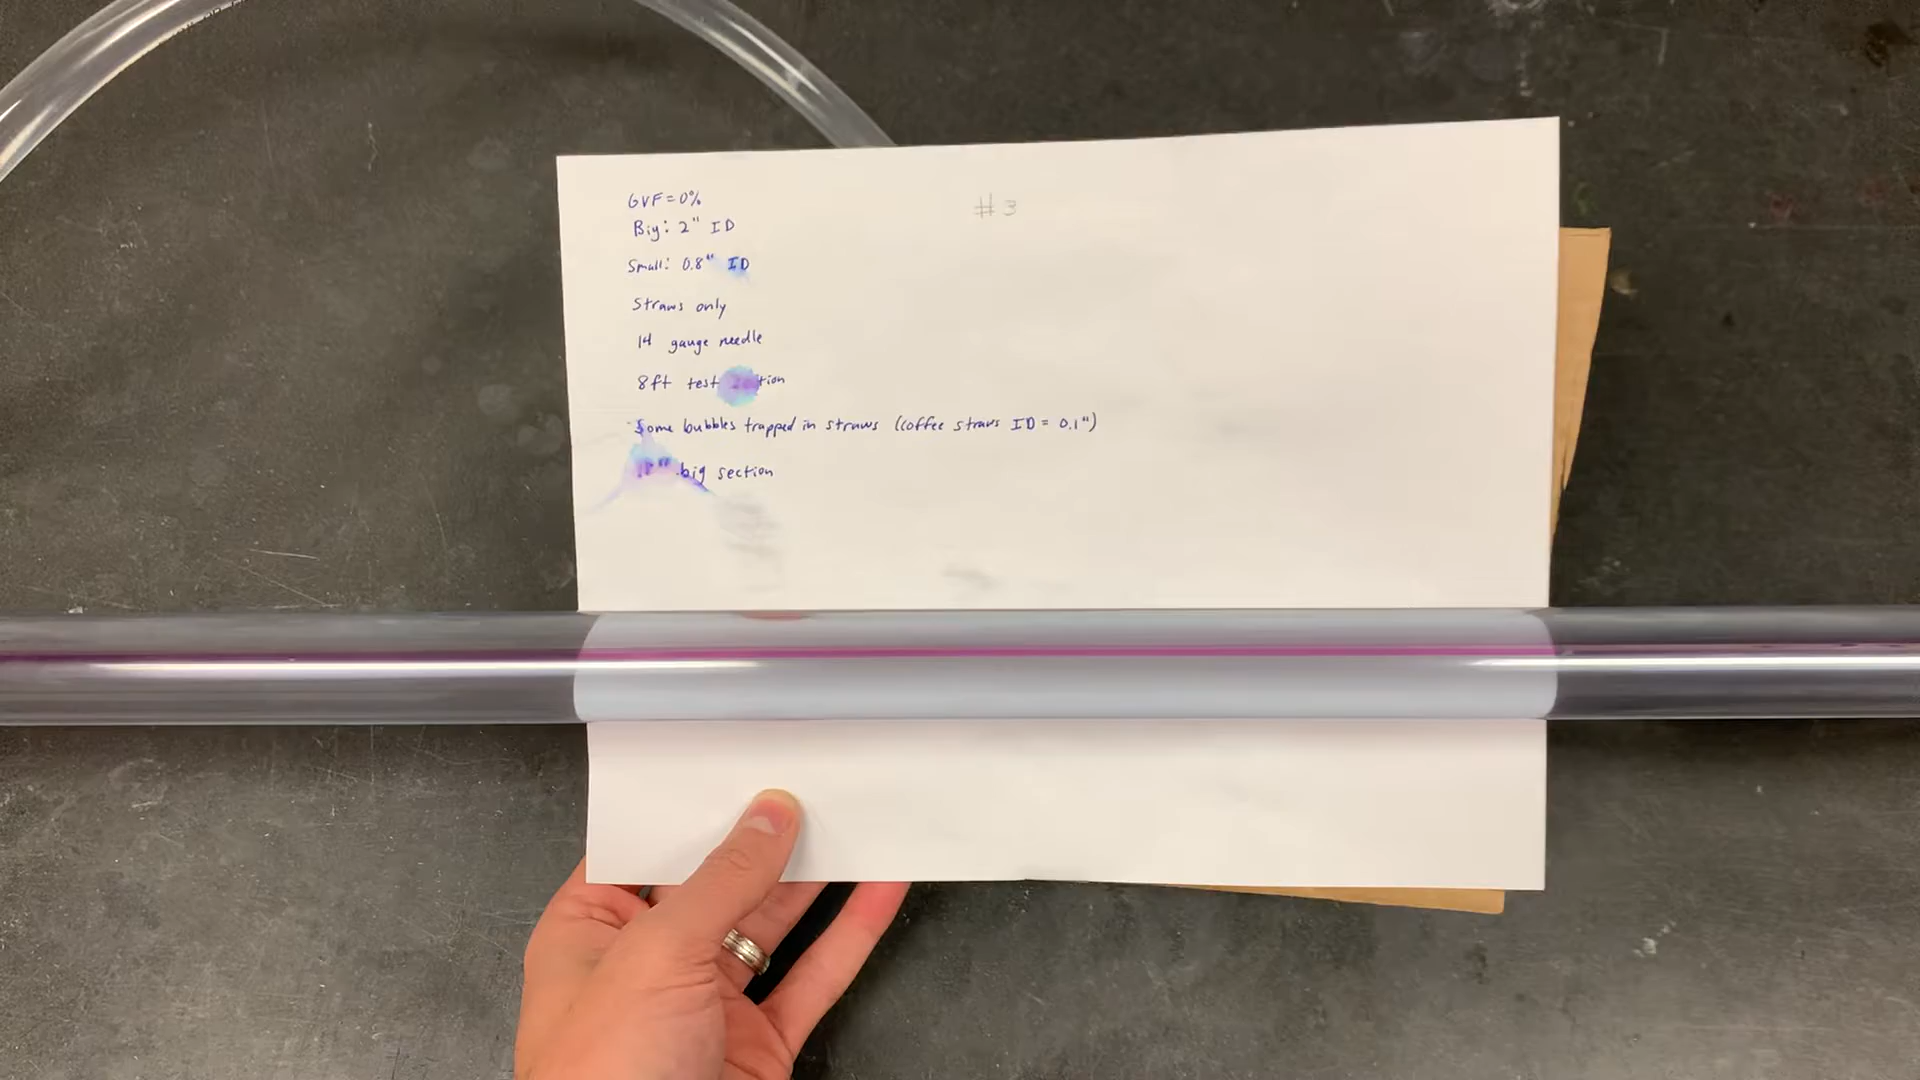 GVF = 0%
#3
Big: 2" ID
Small: 0.8" ID
Straws only
14 gauge needle
8ft test section
Some bubbles trapped in straws (coffee straws ID = 0.1")
big section